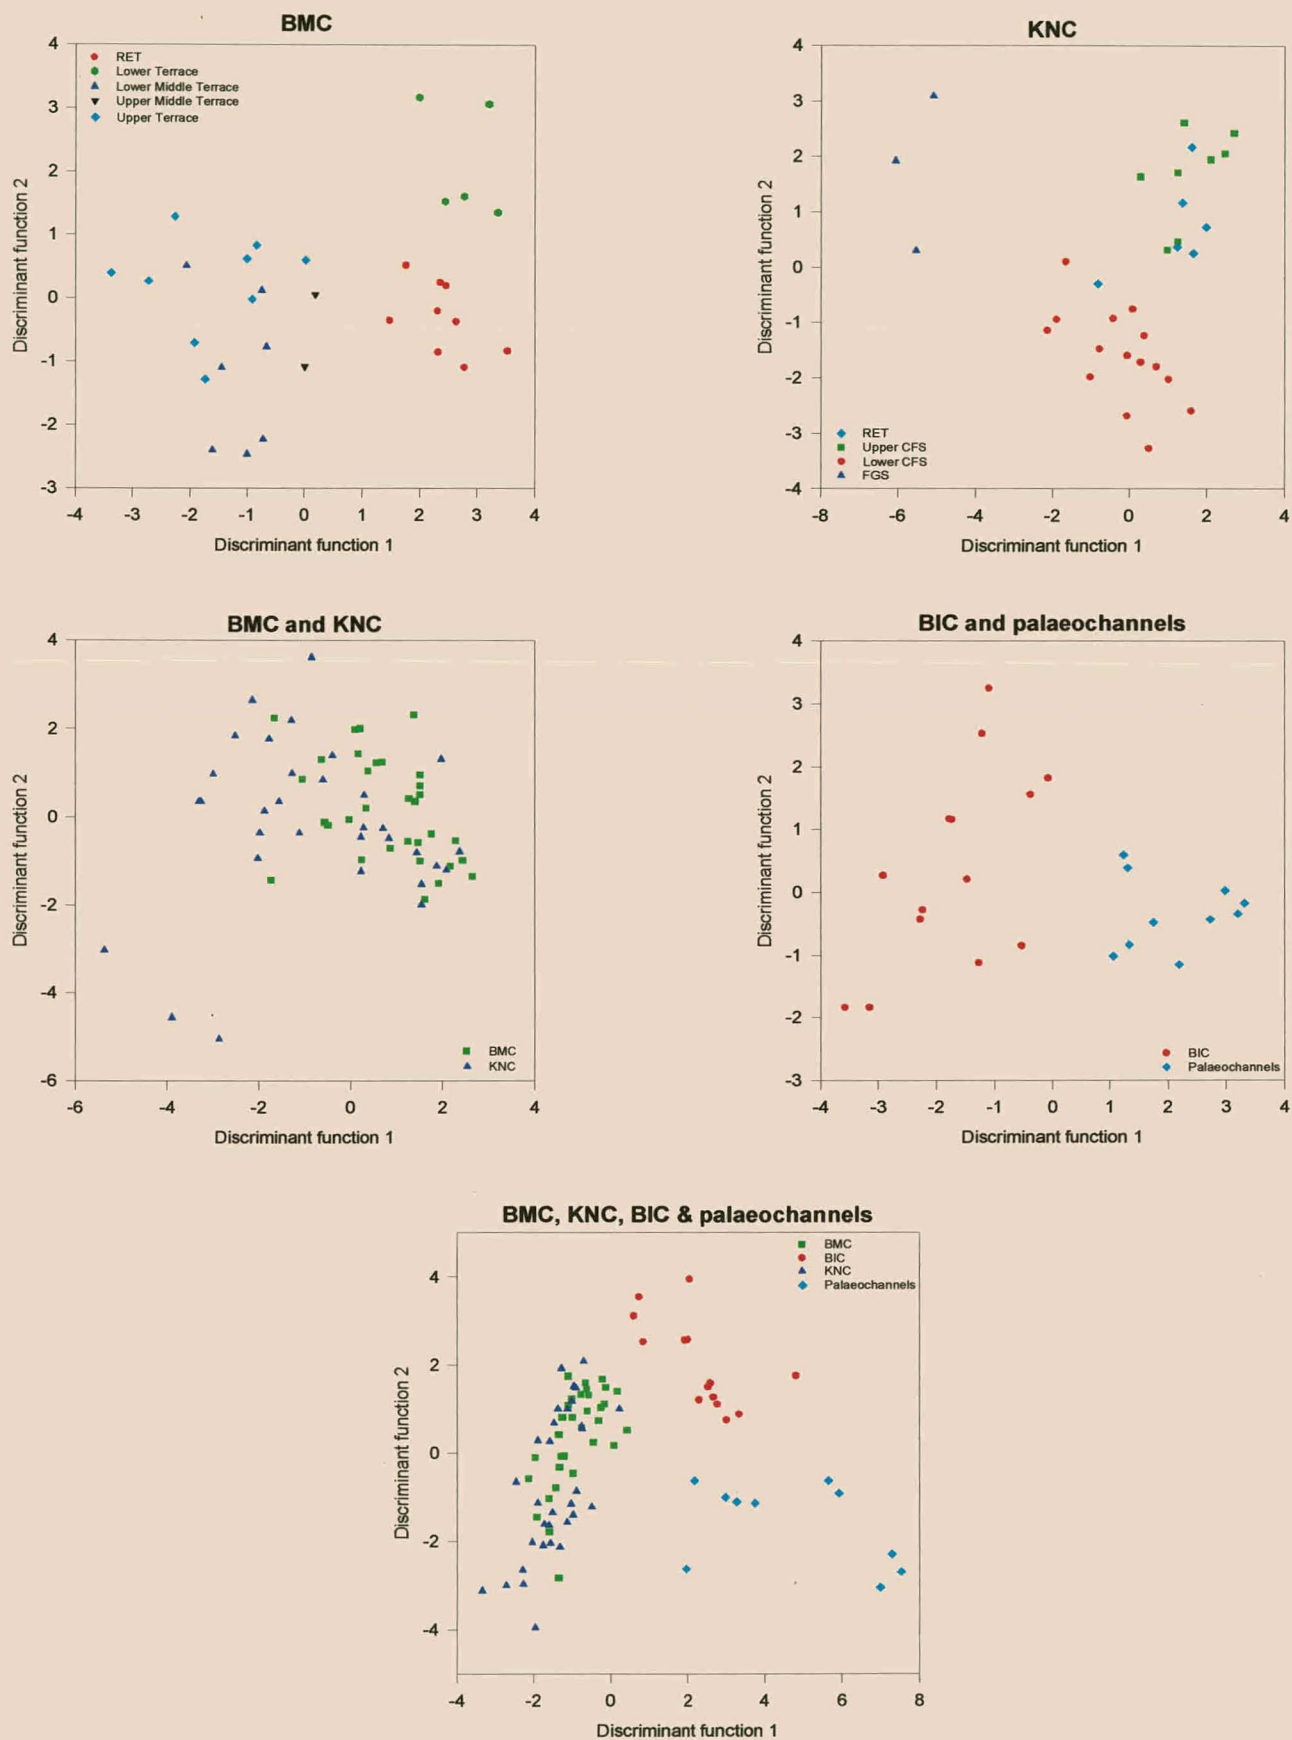 BMC
4
3
2
1
0
-1
-2
-3
RET
Lower Terrace
Lower Middle Terrace
Upper Middle Terrace
Upper Terrace
Discriminant function 2
-4 -3 -2 -1 0 1 2 3 4
Discriminant function 1
KNC
4
3
2
1
0
-1
-2
-3
-4
Discriminant function 2
RET
Upper CFS
Lower CFS
FGS
-8 -6 -4 -2 0 2 4
Discriminant function 1
BMC and KNC
4
2
0
-2
-4
-6
Discriminant function 2
BMC
KNC
-6 -4 -2 0 2 4
Discriminant function 1
BIC and palaeochannels
4
3
2
1
0
-1
-2
-3
Discriminant function 2
BIC
Palaeochannels
-4 -3 -2 -1 0 1 2 3 4
Discriminant function 1
BMC, KNC, BIC & palaeochannels
BMC
BIC
KNC
Palaeochannels
4
2
0
-2
-4
Discriminant function 2
-4 -2 0 2 4 6 8
Discriminant function 1